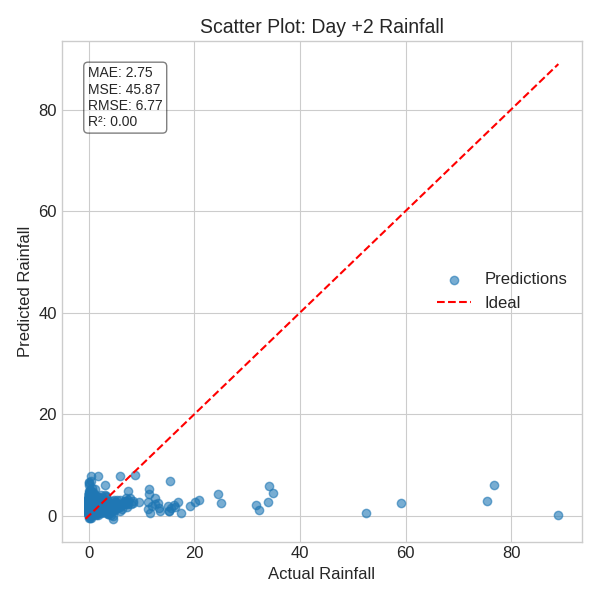 Scatter Plot: Day +2 Rainfall
MAE: 2.75
MSE: 45.87
RMSE: 6.77
R²: 0.00
80
60
40
20
0
Predicted Rainfall
Predictions
Ideal
0 20 40 60 80
Actual Rainfall